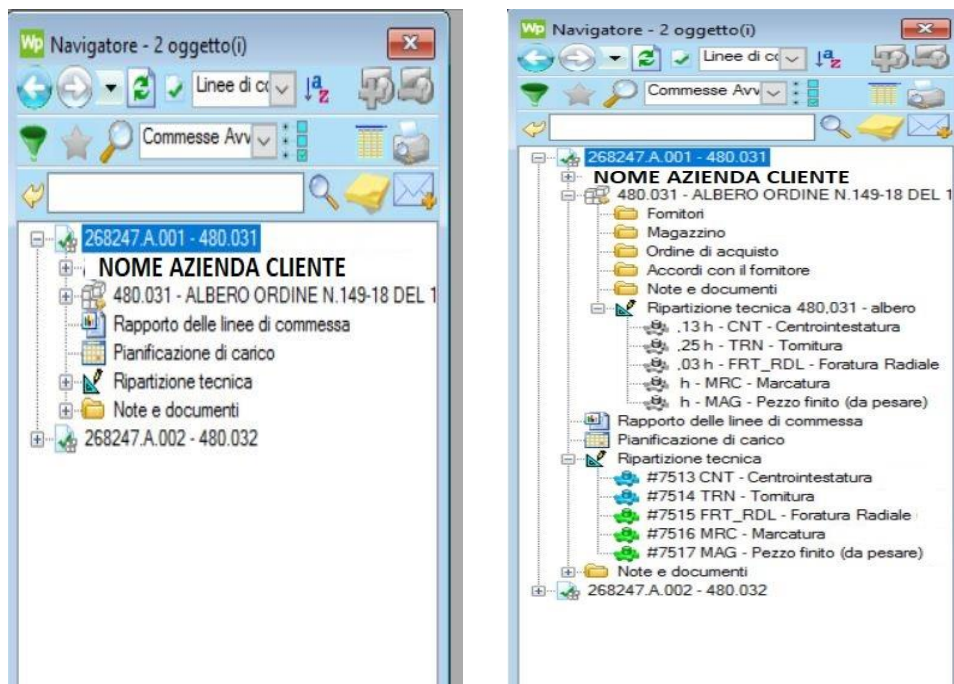 Wp Navigatore - 2 oggetto(i)
Linee di co
az
Commesse Avv
268247.A.001 - 480.031
NOME AZIENDA CLIENTE
480.031 - ALBERO ORDINE N.149-18 DEL 1
Rapporto delle linee di commessa
Pianificazione di carico
Ripartizione tecnica
Note e documenti
268247.A.002 - 480.032
Wp Navigatore - 2 oggetto(i)
Linee di cc
az
Commesse Avv
268247.A.001 - 480.031
NOME AZIENDA CLIENTE
480.031 - ALBERO ORDINE N.149-18 DEL 1
Fornitori
Magazzino
Ordine di acquisto
Accordi con il fornitore
Note e documenti
Ripartizione tecnica 480,031 - albero
,13 h - CNT - Centrointestatura
,25 h - TRN - Tornitura
,03 h - FRT_RDL - Foratura Radiale
h - MRC - Marcatura
h - MAG - Pezzo finito (da pesare)
Rapporto delle linee di commessa
Pianificazione di carico
Ripartizione tecnica
#7513 CNT - Centrointestatura
#7514 TRN - Tornitura
#7515 FRT_RDL - Foratura Radiale
#7516 MRC - Marcatura
#7517 MAG - Pezzo finito (da pesare)
Note e documenti
268247.A.002 - 480.032